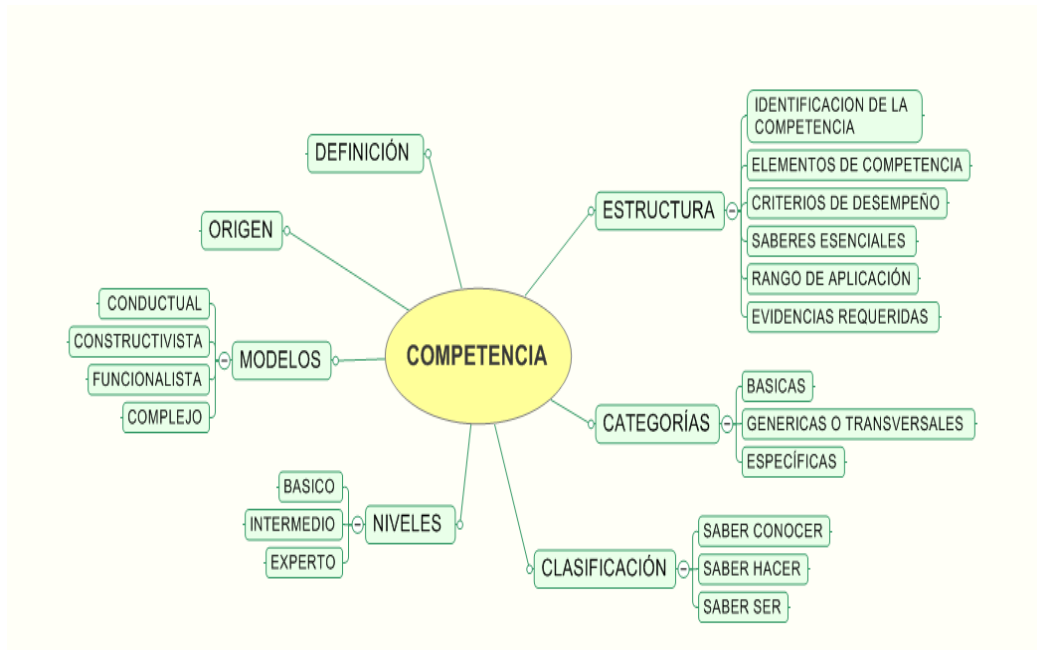 COMPETENCIA
DEFINICIÓN
ORIGEN
MODELOS
CONDUCTUAL
CONSTRUCTIVISTA
FUNCIONALISTA
COMPLEJO
NIVELES
BASICO
INTERMEDIO
EXPERTO
ESTRUCTURA
IDENTIFICACION DE LA
COMPETENCIA
ELEMENTOS DE COMPETENCIA
CRITERIOS DE DESEMPEÑO
SABERES ESENCIALES
RANGO DE APLICACIÓN
EVIDENCIAS REQUERIDAS
CATEGORÍAS
BASICAS
GENERICAS O TRANSVERSALES
ESPECÍFICAS
CLASIFICACIÓN
SABER CONOCER
SABER HACER
SABER SER